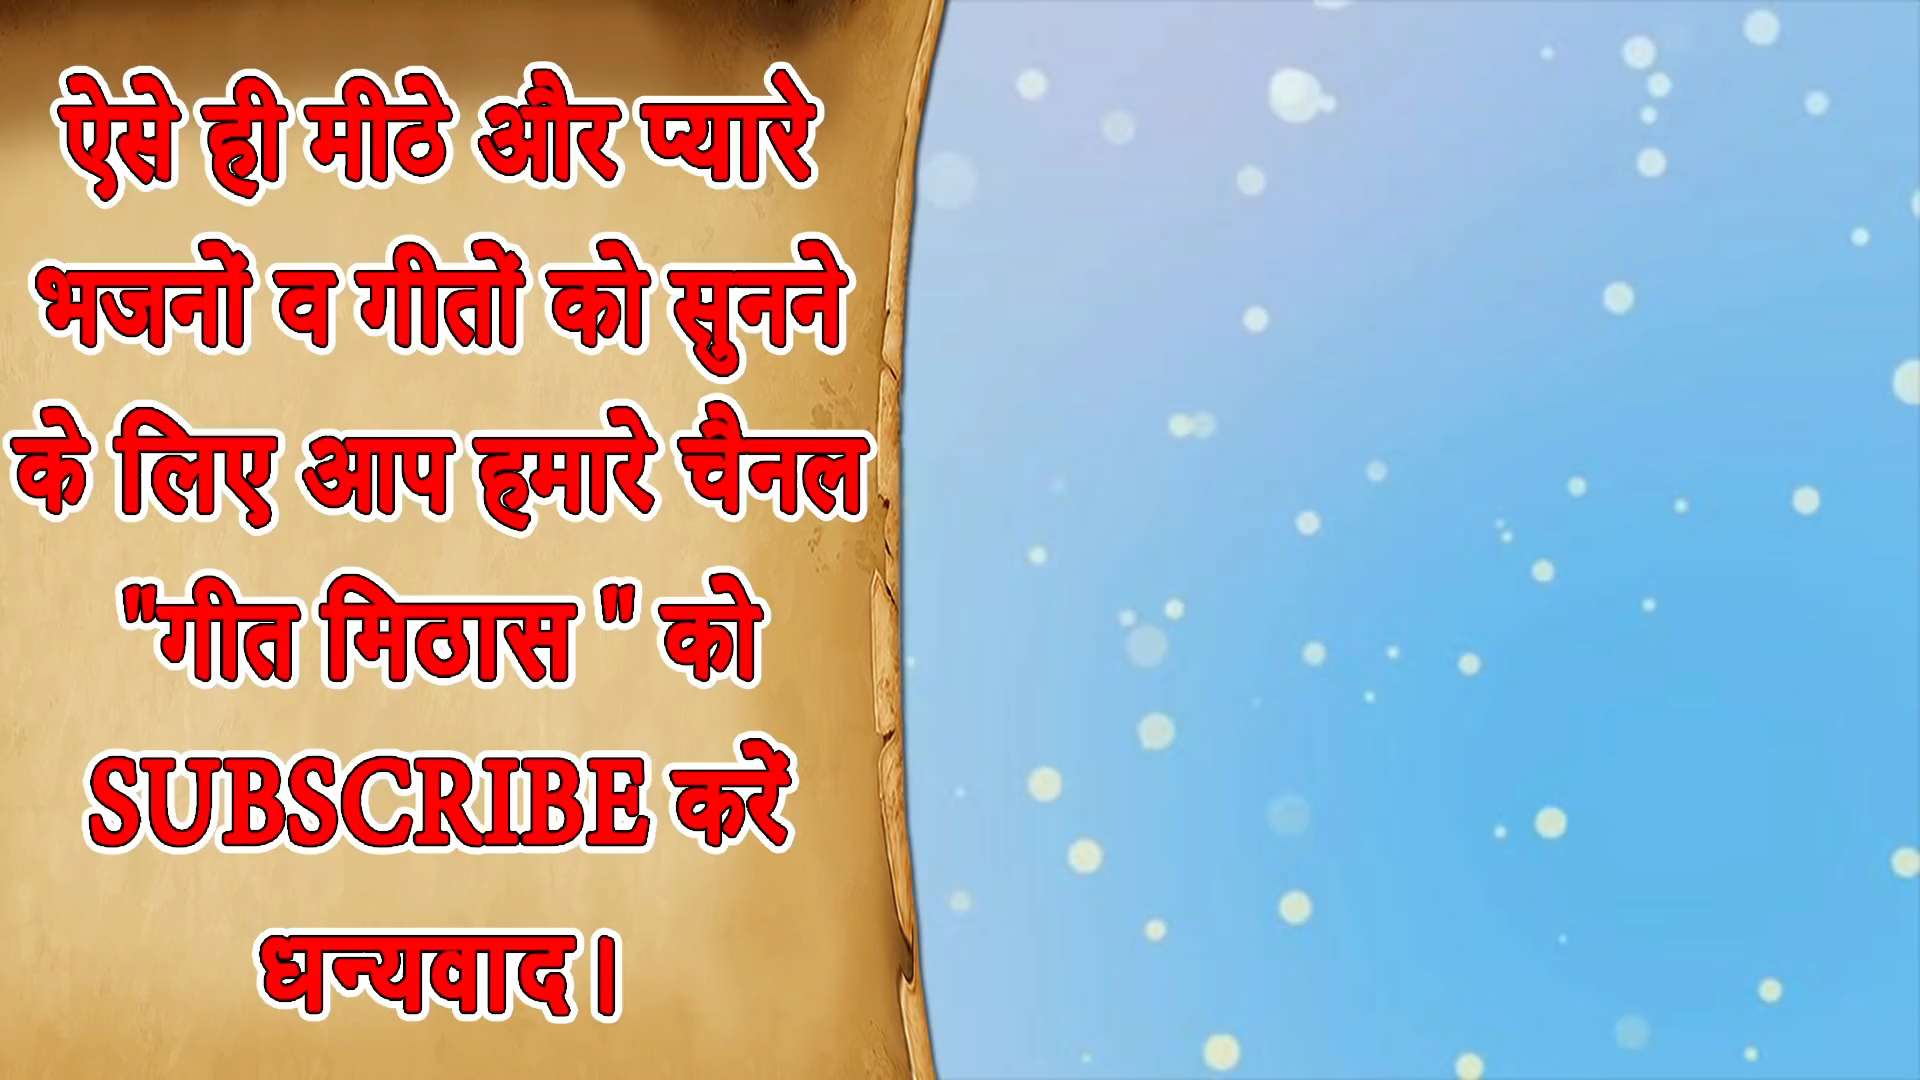 ऐसे ही मीठे और प्यारे
भजनों व गीतों को सुनने
के लिए आप हमारे चैनल
"गीत मिठास " को
SUBSCRIBE करें
धन्यवाद।